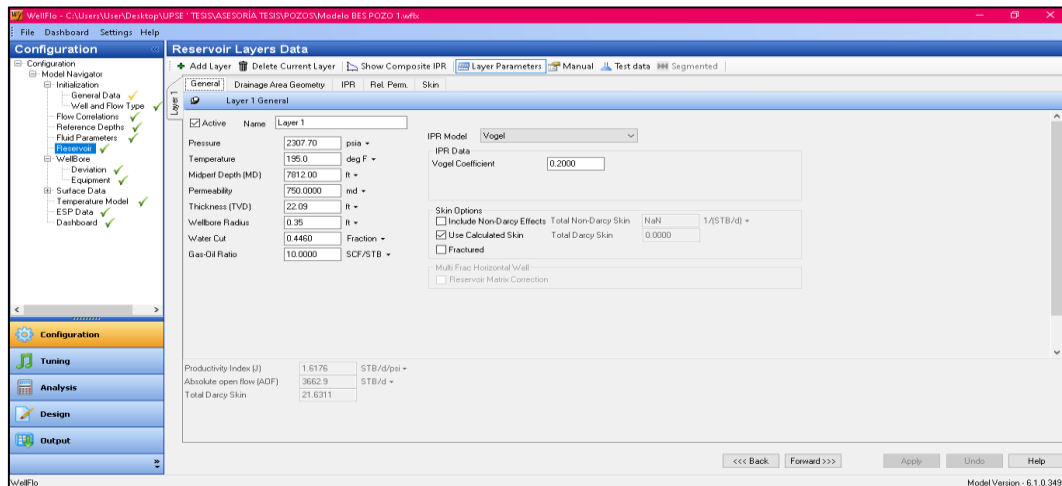 WellFlo - C:\Users\User\Desktop\UPSE ' TESIS\ASESORÍA TESIS\POZOS\Modelo BES POZO 1.wflx
File Dashboard Settings Help
Configuration
Configuration
Model Navigator
Initialization
General Data
Well and Flow Type
Flow Correlations
Reference Depths
Fluid Parameters
Reservoir
WellBore
Deviation
Equipment
Surface Data
Temperature Model
ESP Data
Dashboard
Configuration
Tuning
Analysis
Design
Output
Reservoir Layers Data
Add Layer Delete Current Layer Show Composite IPR Layer Parameters Manual Test data Segmented
Layer 1
General Drainage Area Geometry IPR Rel. Perm. Skin
Layer 1 General
Active Name Layer 1
Pressure 2307.70 psia
Temperature 195.0 deg F
Midperf Depth (MD) 7812.00 ft
Permeability 750.0000 md
Thickness (TVD) 22.09 ft
Wellbore Radius 0.35 ft
Water Cut 0.4460 Fraction
Gas-Oil Ratio 10.0000 SCF/STB
IPR Model Vogel
IPR Data
Vogel Coefficient 0.2000
Skin Options
Include Non-Darcy Effects Total Non-Darcy Skin NaN 1/(STB/d)
Use Calculated Skin Total Darcy Skin 0.0000
Fractured
Multi Frac Horizontal Well
Reservoir Matrix Correction
Productivity Index (J) 1.6176 STB/d/psi
Absolute open flow (AOF) 3662.9 STB/d
Total Darcy Skin 21.6311
<<< Back Forward >>> Apply Undo Help
WellFlo Model Version - 6.1.0.349